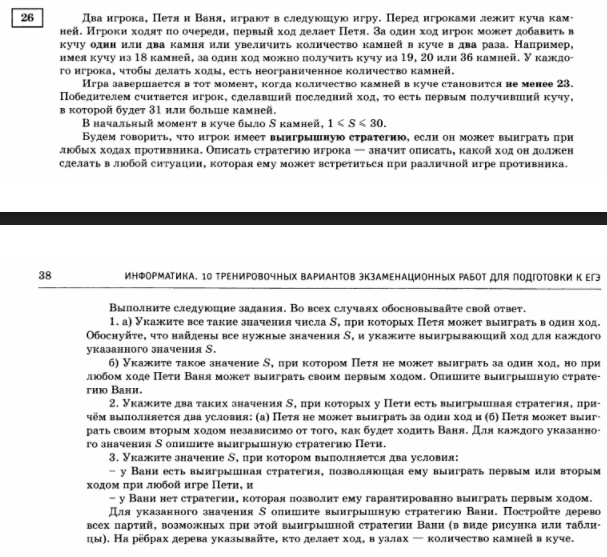 26
Два игрока, Петя и Ваня, играют в следующую игру. Перед игроками лежит куча кам-
ней. Игроки ходят по очереди, первый ход делает Петя. За один ход игрок может добавить в
кучу один или два камня или увеличить количество камней в куче в два раза. Например,
имея кучу из 18 камней, за один ход можно получить кучу из 19, 20 или 36 камней. У каждо-
го игрока, чтобы делать ходы, есть неограниченное количество камней.
Игра завершается в тот момент, когда количество камней в куче становится не менее 23.
Победителем считается игрок, сделавший последний ход, то есть первым получивший кучу,
в которой будет 31 или больше камней.
В начальный момент в куче было S камней, 1 ⩽ S ⩽ 30.
Будем говорить, что игрок имеет выигрышную стратегию, если он может выиграть при
любых ходах противника. Описать стратегию игрока — значит описать, какой ход он должен
сделать в любой ситуации, которая ему может встретиться при различной игре противника.
38
ИНФОРМАТИКА. 10 ТРЕНИРОВОЧНЫХ ВАРИАНТОВ ЭКЗАМЕНАЦИОННЫХ РАБОТ ДЛЯ ПОДГОТОВКИ К ЕГЭ
Выполните следующие задания. Во всех случаях обосновывайте свой ответ.
1. а) Укажите все такие значения числа S, при которых Петя может выиграть в один ход.
Обоснуйте, что найдены все нужные значения S, и укажите выигрывающий ход для каждого
указанного значения S.
б) Укажите такое значение S, при котором Петя не может выиграть за один ход, но при
любом ходе Пети Ваня может выиграть своим первым ходом. Опишите выигрышную страте-
гию Вани.
2. Укажите два таких значения S, при которых у Пети есть выигрышная стратегия, при-
чём выполняется два условия: (а) Петя не может выиграть за один ход и (б) Петя может выиг-
рать своим вторым ходом независимо от того, как будет ходить Ваня. Для каждого указанно-
го значения S опишите выигрышную стратегию Пети.
3. Укажите значение S, при котором выполняется два условия:
– у Вани есть выигрышная стратегия, позволяющая ему выиграть первым или вторым
ходом при любой игре Пети, и
– у Вани нет стратегии, которая позволит ему гарантированно выиграть первым ходом.
Для указанного значения S опишите выигрышную стратегию Вани. Постройте дерево
всех партий, возможных при этой выигрышной стратегии Вани (в виде рисунка или табли-
цы). На рёбрах дерева указывайте, кто делает ход, в узлах — количество камней в куче.